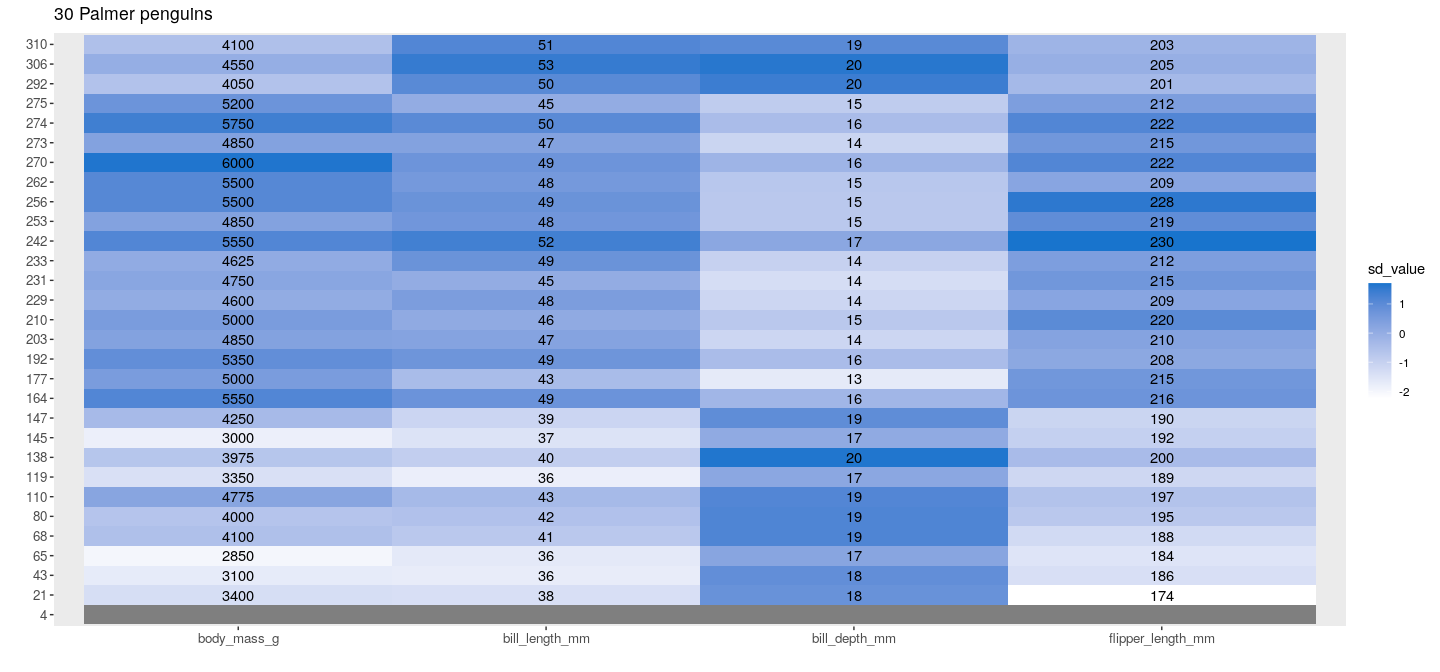 30 Palmer penguins
310 4100 51 19 203
306 4550 53 20 205
292 4050 50 20 201
275 5200 45 15 212
274 5750 50 16 222
273 4850 47 14 215
270 6000 49 16 222
262 5500 48 15 209
256 5500 49 15 228
253 4850 48 15 219
242 5550 52 17 230
233 4625 49 14 212
231 4750 45 14 215
229 4600 48 14 209
210 5000 46 15 220
203 4850 47 14 210
192 5350 49 16 208
177 5000 43 13 215
164 5550 49 16 216
147 4250 39 19 190
145 3000 37 17 192
138 3975 40 20 200
119 3350 36 17 189
110 4775 43 19 197
80 4000 42 19 195
68 4100 41 19 188
65 2850 36 17 184
43 3100 36 18 186
21 3400 38 18 174
4
body_mass_g bill_length_mm bill_depth_mm flipper_length_mm
sd_value
1
0
-1
-2